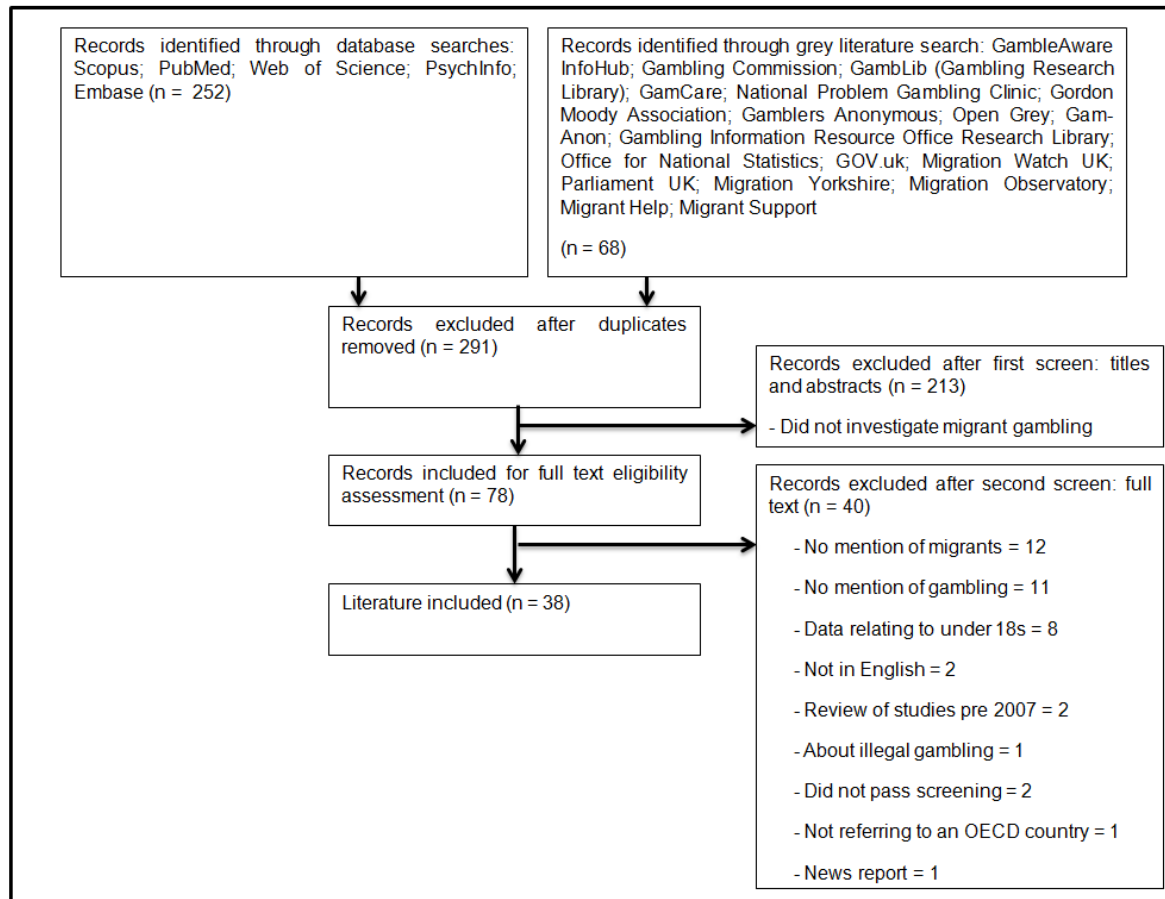 Records identified through database searches:
Scopus; PubMed; Web of Science; PsychInfo;
Embase (n = 252)
Records identified through grey literature search: GambleAware
InfoHub; Gambling Commission; GambLib (Gambling Research
Library); GamCare; National Problem Gambling Clinic; Gordon
Moody Association; Gamblers Anonymous; Open Grey; Gam-
Anon; Gambling Information Resource Office Research Library;
Office for National Statistics; GOV.uk; Migration Watch UK;
Parliament UK; Migration Yorkshire; Migration Observatory;
Migrant Help; Migrant Support
(n = 68)
Records excluded after duplicates
removed (n = 291)
Records excluded after first screen: titles
and abstracts (n = 213)
- Did not investigate migrant gambling
Records included for full text eligibility
assessment (n = 78)
Records excluded after second screen: full
text (n = 40)
- No mention of migrants = 12
- No mention of gambling = 11
- Data relating to under 18s = 8
- Not in English = 2
- Review of studies pre 2007 = 2
- About illegal gambling = 1
- Did not pass screening = 2
- Not referring to an OECD country = 1
- News report = 1
Literature included (n = 38)